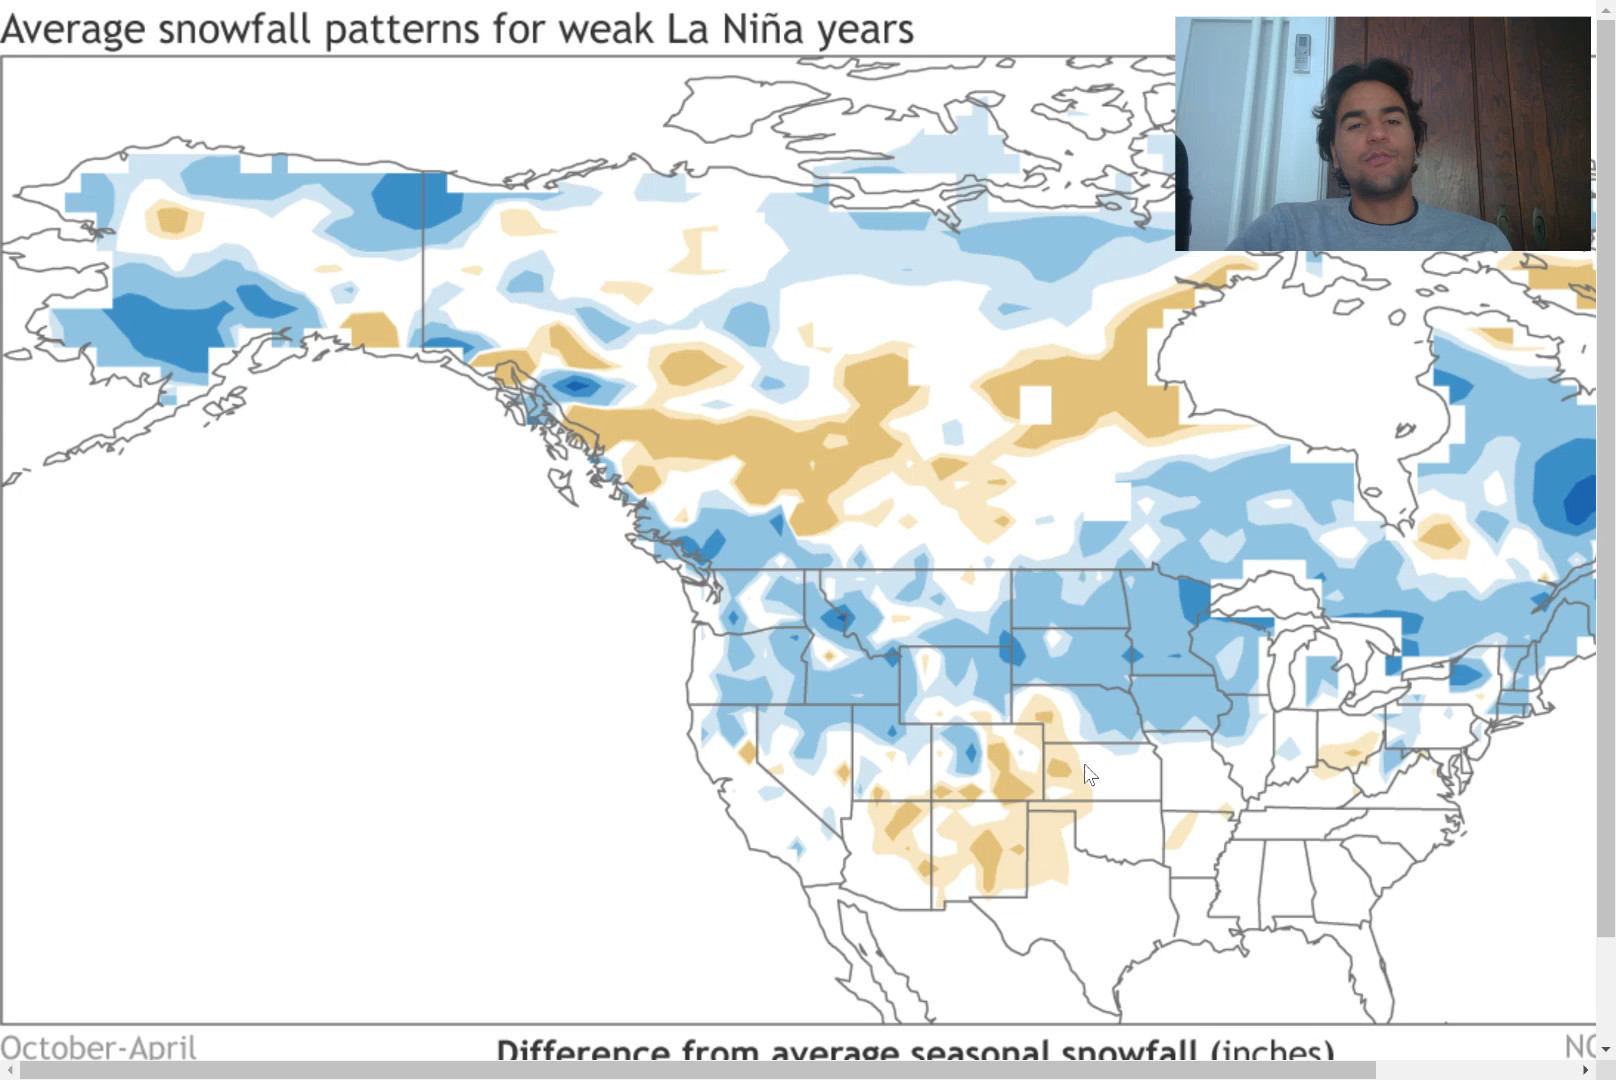 Average snowfall patterns for weak La Niña years
October-April
Difference from average seasonal snowfall (inches)